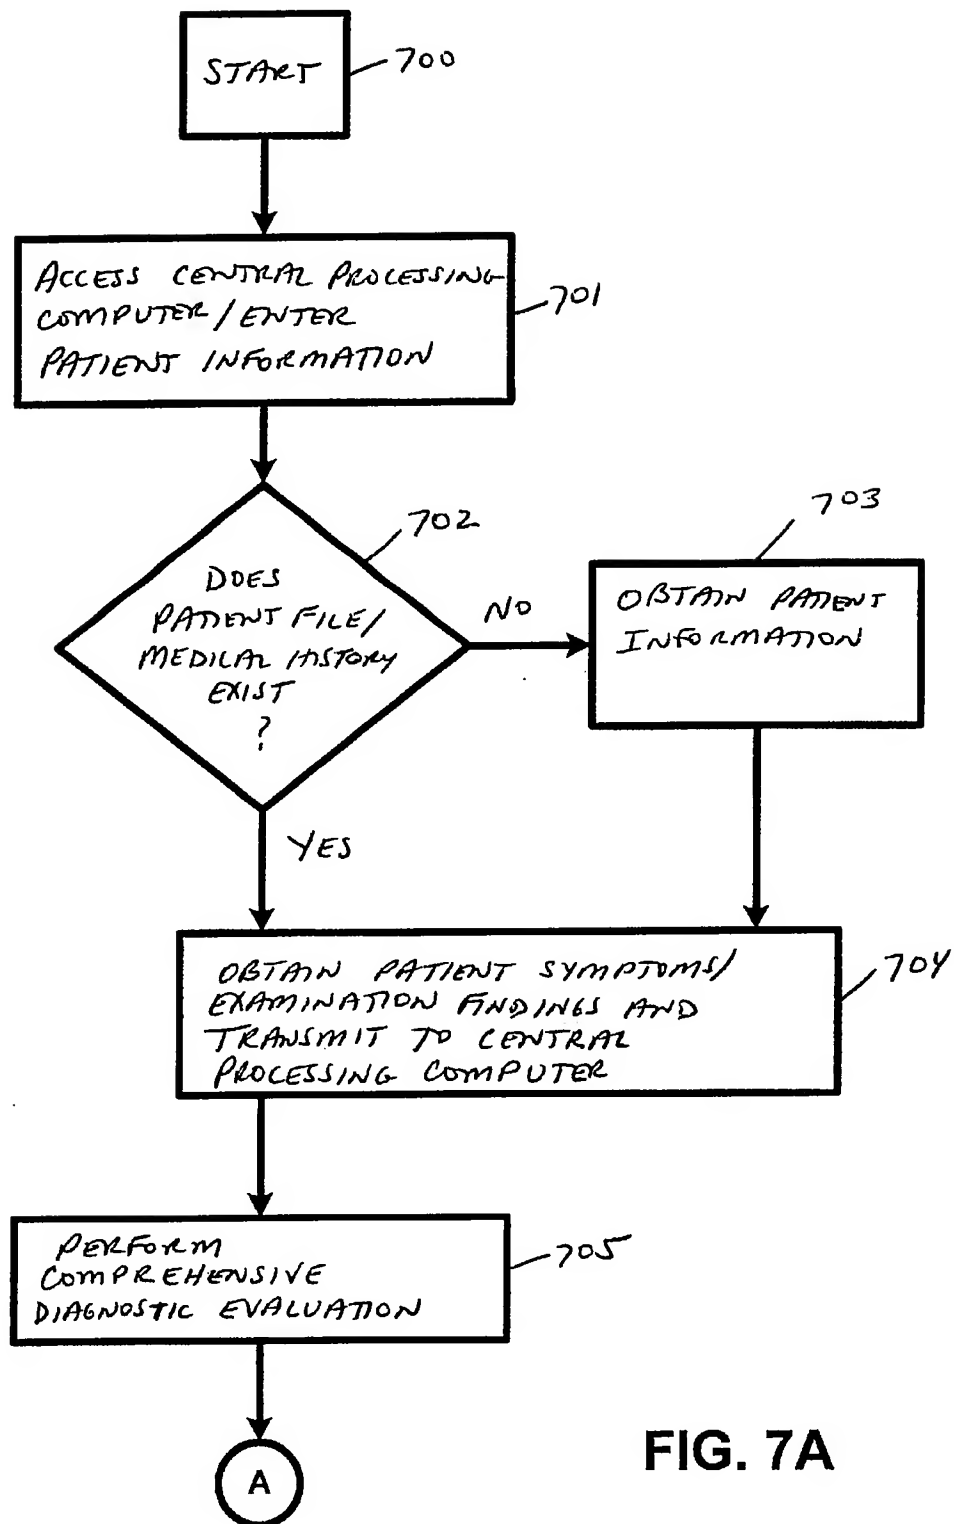 START
700
ACCESS CENTRAL PROCESSING
COMPUTER/ENTER
PATIENT INFORMATION
701
702
DOES
PATIENT FILE/
MEDICAL HISTORY
EXIST
?
NO
703
OBTAIN PATIENT
INFORMATION
YES
OBTAIN PATIENT SYMPTOMS/
EXAMINATION FINDINGS AND
TRANSMIT TO CENTRAL
PROCESSING COMPUTER
704
PERFORM
COMPREHENSIVE
DIAGNOSTIC EVALUATION
705
A
FIG. 7A